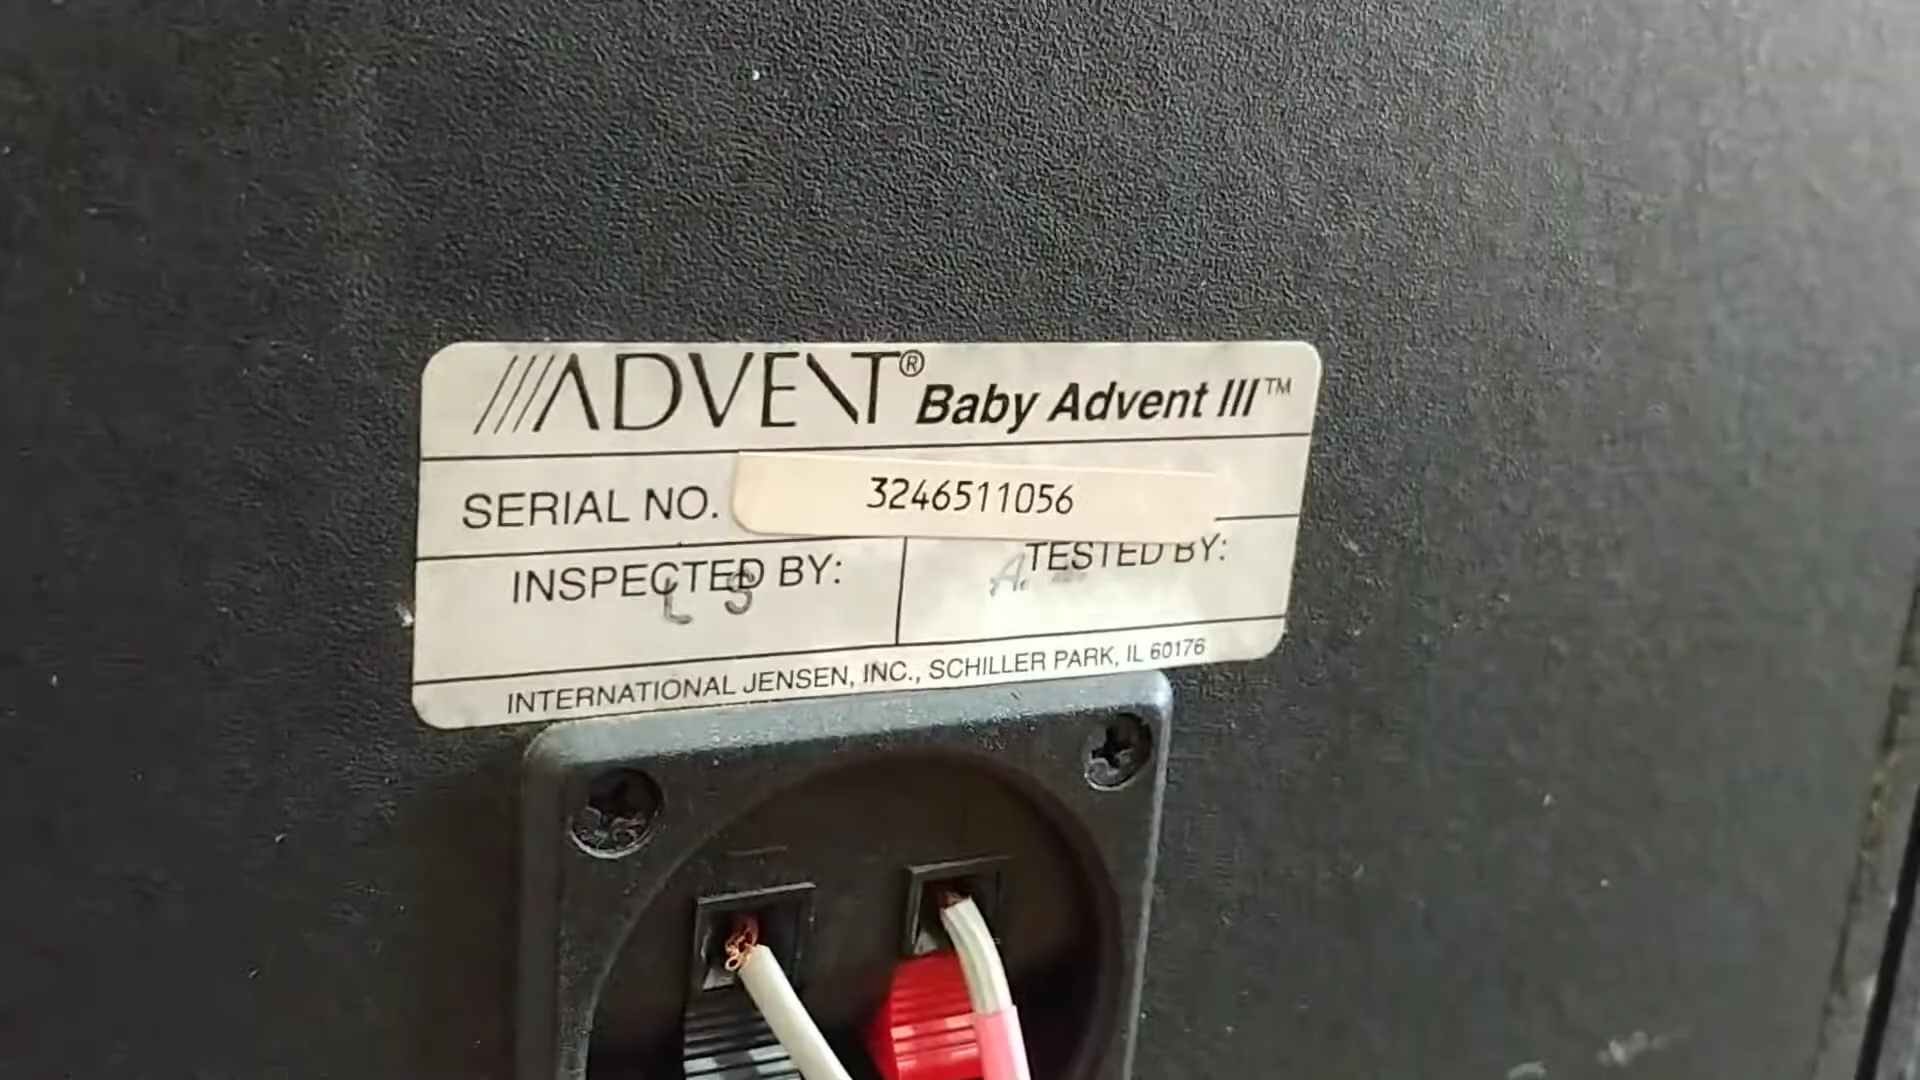 ADVENT® Baby Advent III™
SERIAL NO. 3246511056
INSPECTED BY: TESTED BY:
L S A.
INTERNATIONAL JENSEN, INC., SCHILLER PARK, IL 60176